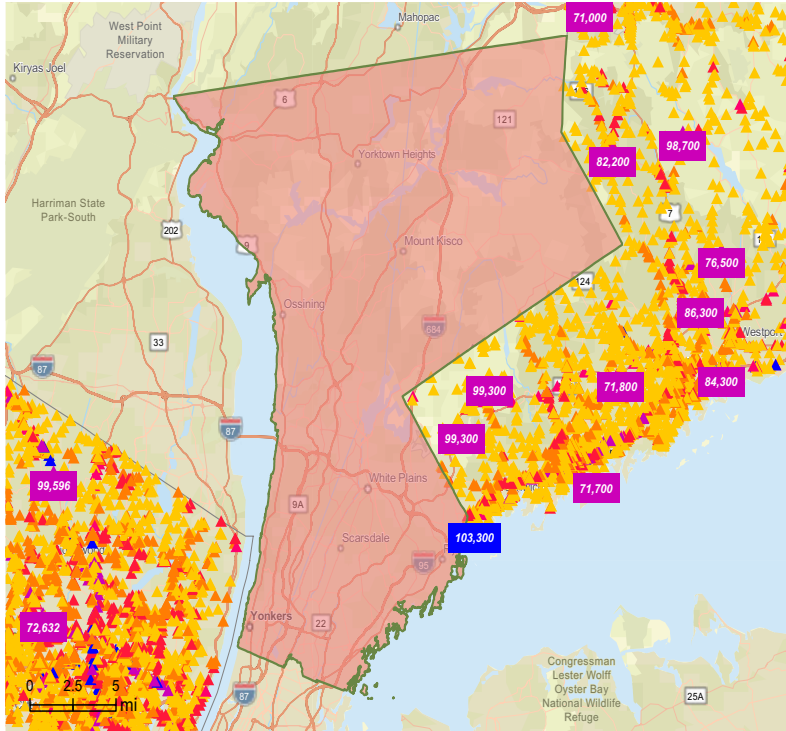 71,000
Mahopac
West Point
Military
Reservation
Kiryas Joel
6
121
Yorktown Heights
82,200
98,700
Harriman State
Park-South
202
7
9
Mount Kisco
76,500
124
Ossining
86,300
684
Westport
33
87
99,300
71,800
84,300
87
99,300
White Plains
99,596
71,700
9A
103,300
Scarsdale
95
72,632
Yonkers
22
0 2.5 5
mi
87
Congressman
Lester Wolff
Oyster Bay
National Wildlife
Refuge
25A